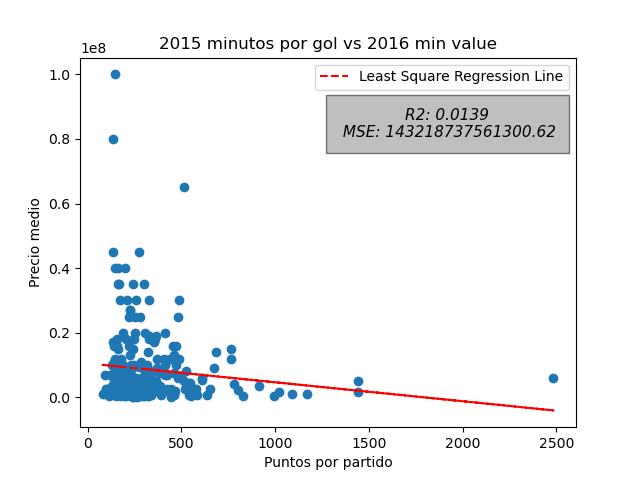 2015 minutos por gol vs 2016 min value
1e8
Least Square Regression Line
R2: 0.0139
MSE: 143218737561300.62
1.0
0.8
0.6
0.4
0.2
0.0
Precio medio
0 500 1000 1500 2000 2500
Puntos por partido